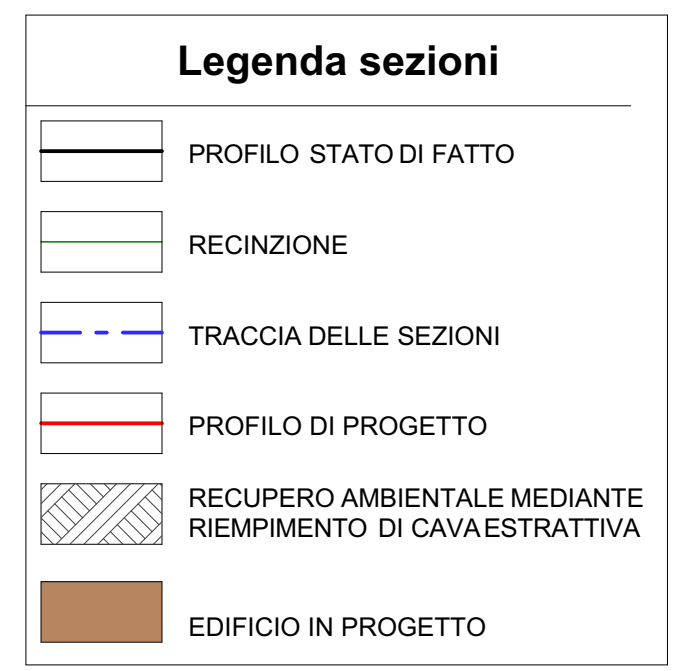 Legenda sezioni
PROFILO STATO DI FATTO
RECINZIONE
TRACCIA DELLE SEZIONI
PROFILO DI PROGETTO
RECUPERO AMBIENTALE MEDIANTE
RIEMPIMENTO DI CAVA ESTRATTIVA
EDIFICIO IN PROGETTO